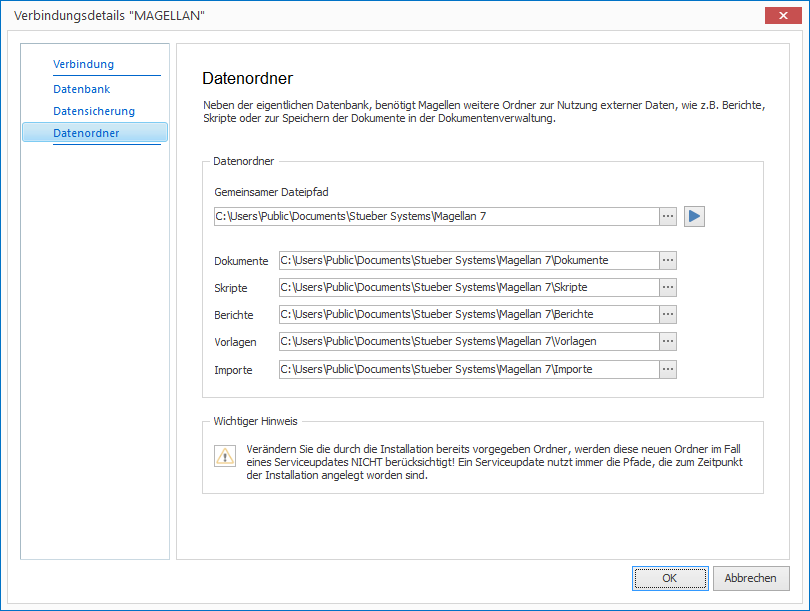 Verbindungsdetails "MAGELLAN"
Verbindung
Datenbank
Datensicherung
Datenordner
Datenordner
Neben der eigentlichen Datenbank, benötigt Magellen weitere Ordner zur Nutzung externer Daten, wie z.B. Berichte,
Skripte oder zur Speichern der Dokumente in der Dokumentenverwaltung.
Datenordner
Gemeinsamer Dateipfad
C:\Users\Public\Documents\Stueber Systems\Magellan 7
Dokumente C:\Users\Public\Documents\Stueber Systems\Magellan 7\Dokumente
Skripte C:\Users\Public\Documents\Stueber Systems\Magellan 7\Skripte
Berichte C:\Users\Public\Documents\Stueber Systems\Magellan 7\Berichte
Vorlagen C:\Users\Public\Documents\Stueber Systems\Magellan 7\Vorlagen
Importe C:\Users\Public\Documents\Stueber Systems\Magellan 7\Importe
Wichtiger Hinweis
Verändern Sie die durch die Installation bereits vorgegeben Ordner, werden diese neuen Ordner im Fall
eines Serviceupdates NICHT berücksichtigt! Ein Serviceupdate nutzt immer die Pfade, die zum Zeitpunkt
der Installation angelegt worden sind.
OK Abbrechen